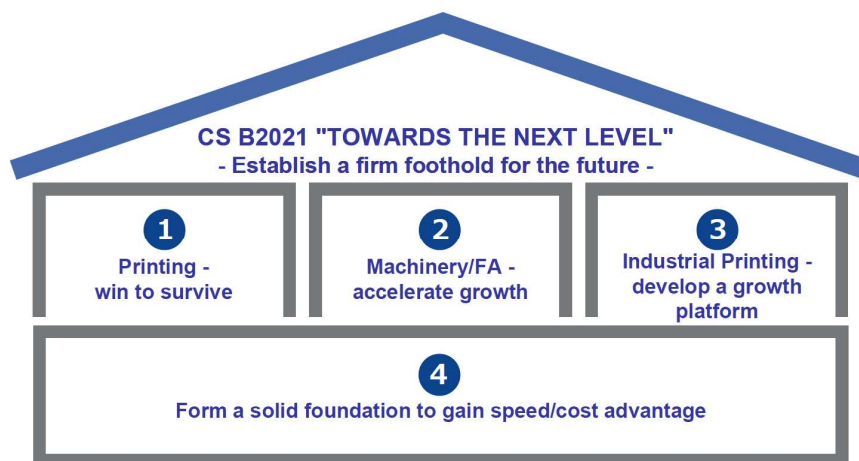 CS B2021 "TOWARDS THE NEXT LEVEL"
- Establish a firm foothold for the future -
1
Printing -
win to survive
2
Machinery/FA -
accelerate growth
3
Industrial Printing -
develop a growth
platform
4
Form a solid foundation to gain speed/cost advantage